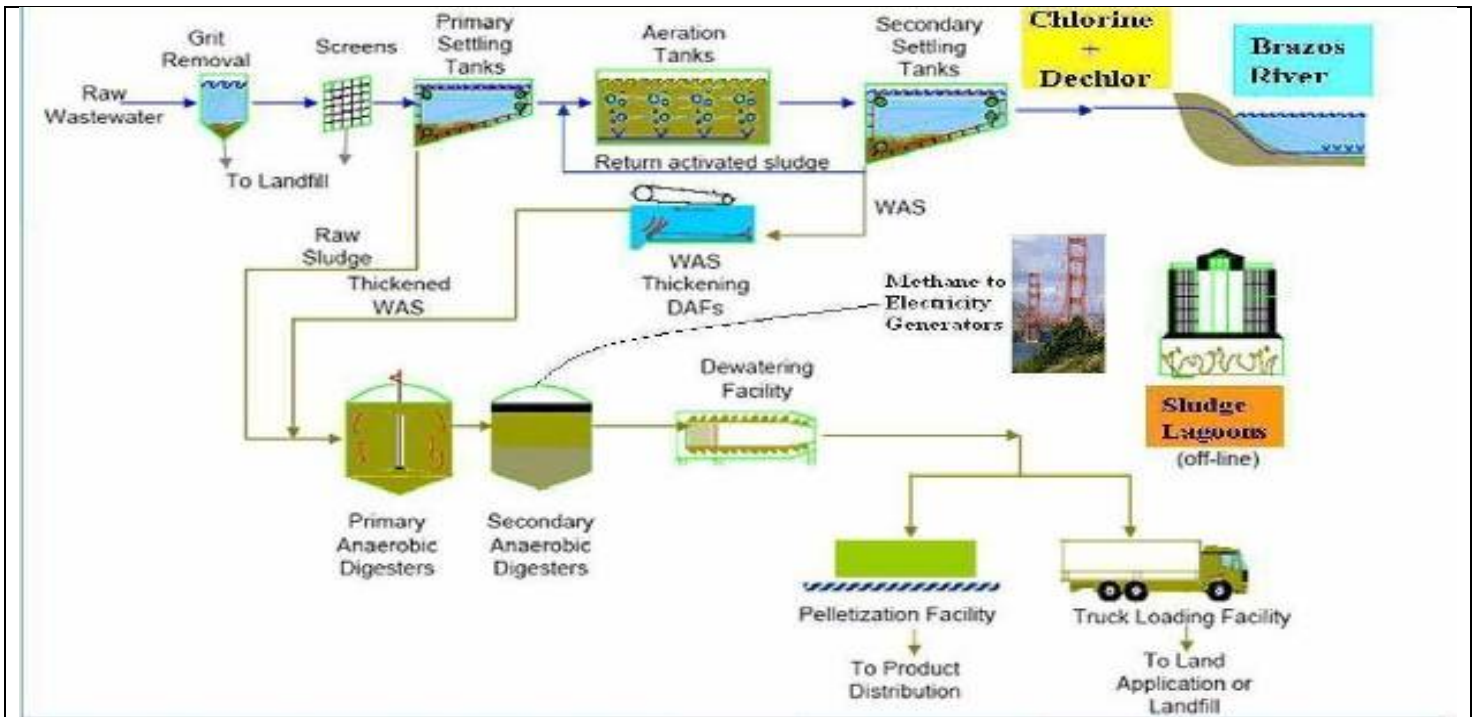 Grit
Removal
Screens
Primary
Settling
Tanks
Aeration
Tanks
Secondary
Settling
Tanks
Chlorine
+
Dechlor
Brazos
River
Raw
Wastewater
To Landfill
Return activated sludge
WAS
Raw
Sludge
Thickened
WAS
WAS
Thickening
DAFs
Methane to
Electricity
Generators
Sludge
Lagoons
(off-line)
Dewatering
Facility
Primary
Anaerobic
Digesters
Secondary
Anaerobic
Digesters
Pelletization Facility
Truck Loading Facility
To Product
Distribution
To Land
Application or
Landfill